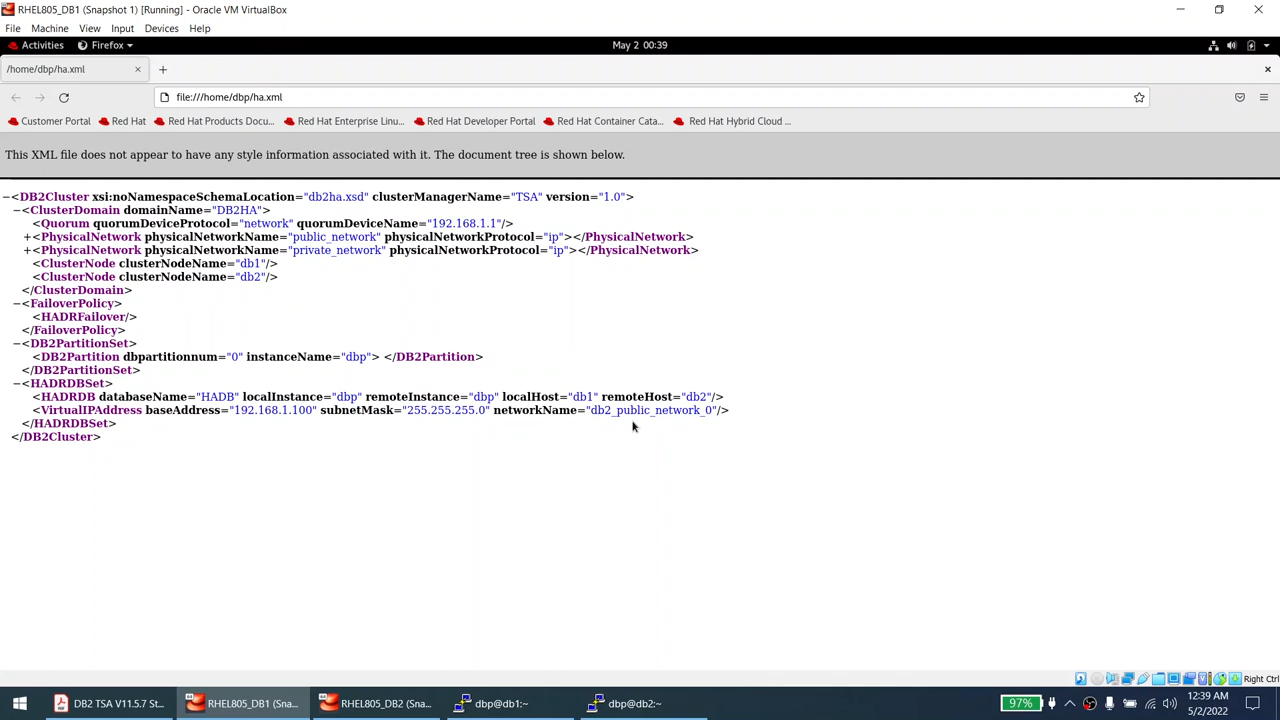 RHEL805_DB1 (Snapshot 1) [Running] - Oracle VM VirtualBox
File Machine View Input Devices Help
Activities Firefox May 2 00:39
/home/dbp/ha.xml
file:///home/dbp/ha.xml
Customer Portal Red Hat Red Hat Products Docu... Red Hat Enterprise Linu... Red Hat Developer Portal Red Hat Container Cata... Red Hat Hybrid Cloud ...
This XML file does not appear to have any style information associated with it. The document tree is shown below.
−<DB2Cluster xsi:noNamespaceSchemaLocation="db2ha.xsd" clusterManagerName="TSA" version="1.0">
−<ClusterDomain domainName="DB2HA">
<Quorum quorumDeviceProtocol="network" quorumDeviceName="192.168.1.1"/>
+<PhysicalNetwork physicalNetworkName="public_network" physicalNetworkProtocol="ip"></PhysicalNetwork>
+<PhysicalNetwork physicalNetworkName="private_network" physicalNetworkProtocol="ip"></PhysicalNetwork>
<ClusterNode clusterNodeName="db1"/>
<ClusterNode clusterNodeName="db2"/>
</ClusterDomain>
−<FailoverPolicy>
<HADRFailover/>
</FailoverPolicy>
−<DB2PartitionSet>
<DB2Partition dbpartitionnum="0" instanceName="dbp"> </DB2Partition>
</DB2PartitionSet>
−<HADRDBSet>
<HADRDB databaseName="HADB" localInstance="dbp" remoteInstance="dbp" localHost="db1" remoteHost="db2"/>
<VirtualIPAddress baseAddress="192.168.1.100" subnetMask="255.255.255.0" networkName="db2_public_network_0"/>
</HADRDBSet>
</DB2Cluster>
Right Ctrl
DB2 TSA V11.5.7 St... RHEL805_DB1 (Sna... RHEL805_DB2 (Sna... dbp@db1:~ dbp@db2:~ 97% 12:39 AM
5/2/2022